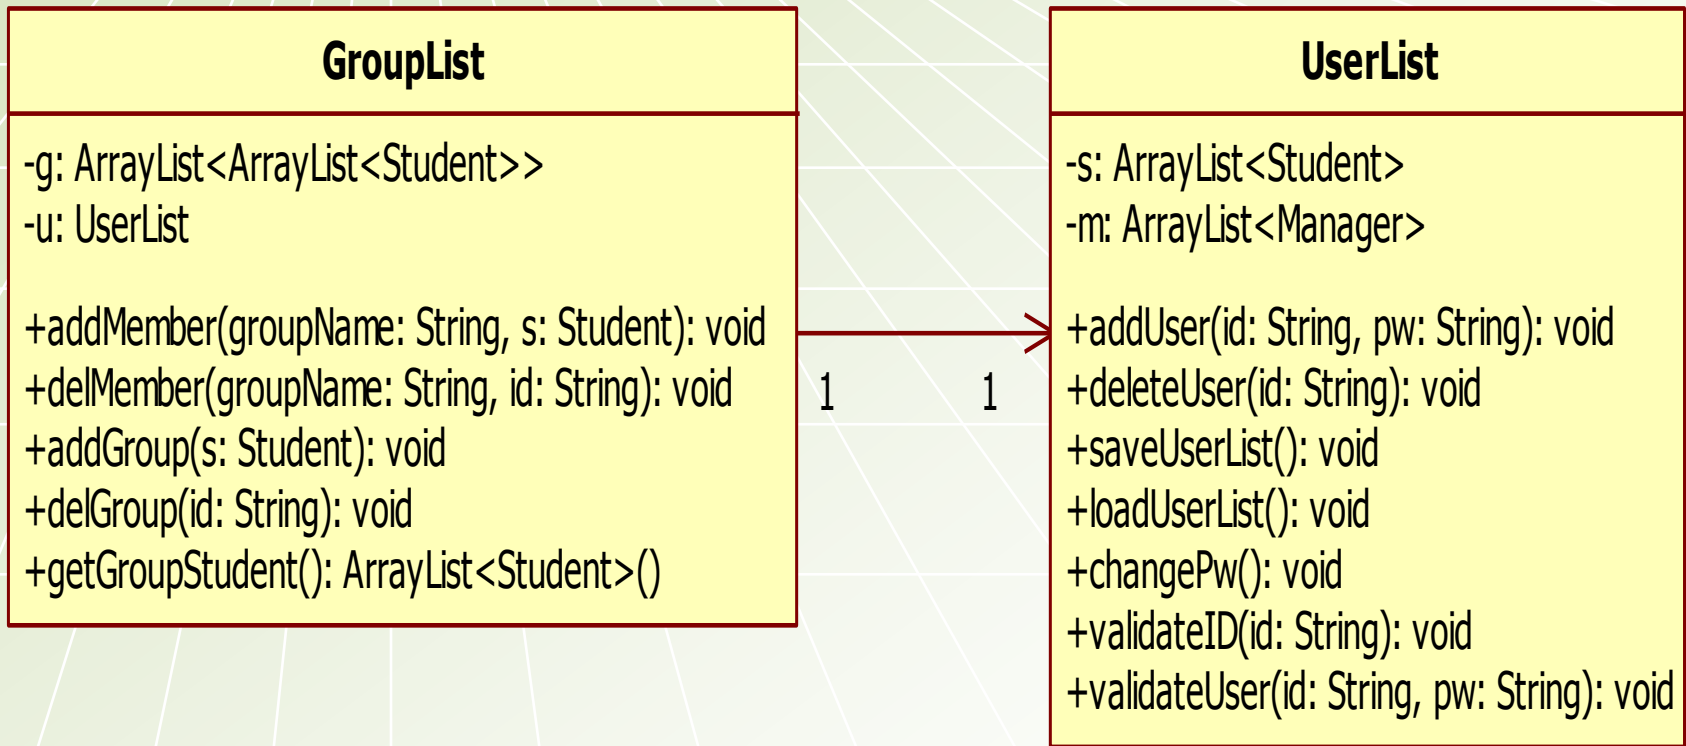 GroupList
-g: ArrayList<ArrayList<Student>>
-u: UserList
+addMember(groupName: String, s: Student): void
+delMember(groupName: String, id: String): void
+addGroup(s: Student): void
+delGroup(id: String): void
+getGroupStudent(): ArrayList<Student>()
1 1
UserList
-s: ArrayList<Student>
-m: ArrayList<Manager>
+addUser(id: String, pw: String): void
+deleteUser(id: String): void
+saveUserList(): void
+loadUserList(): void
+changePw(): void
+validateID(id: String): void
+validateUser(id: String, pw: String): void